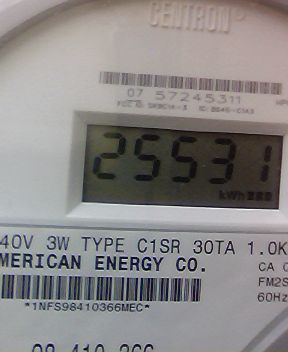 CENTRON®
07 57245311
25531
kWh
40V 3W TYPE C1SR 30TA 1.0K
MERICAN ENERGY CO.
CA 0
FM2S
60Hz
*1NFS98410366MEC*